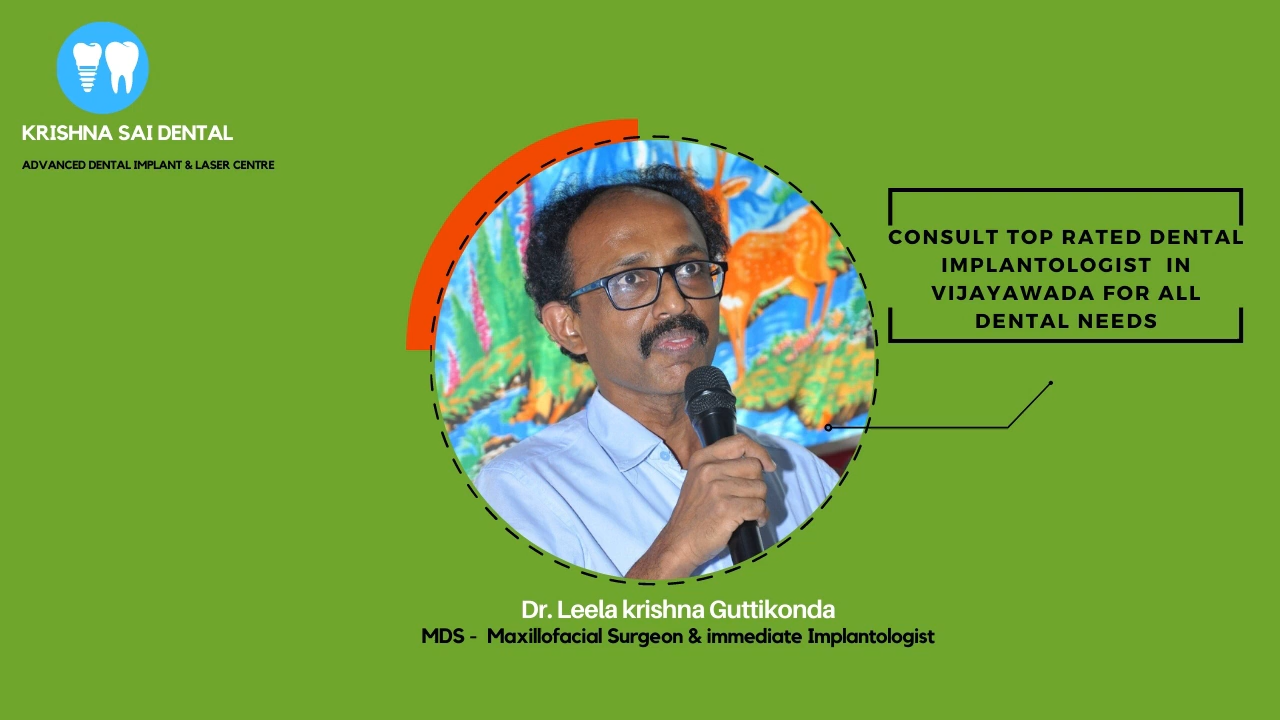 KRISHNA SAI DENTAL
ADVANCED DENTAL IMPLANT & LASER CENTRE
CONSULT TOP RATED DENTAL
IMPLANTOLOGIST IN
VIJAYAWADA FOR ALL
DENTAL NEEDS
Dr. Leela krishna Guttikonda
MDS - Maxillofacial Surgeon & immediate Implantologist